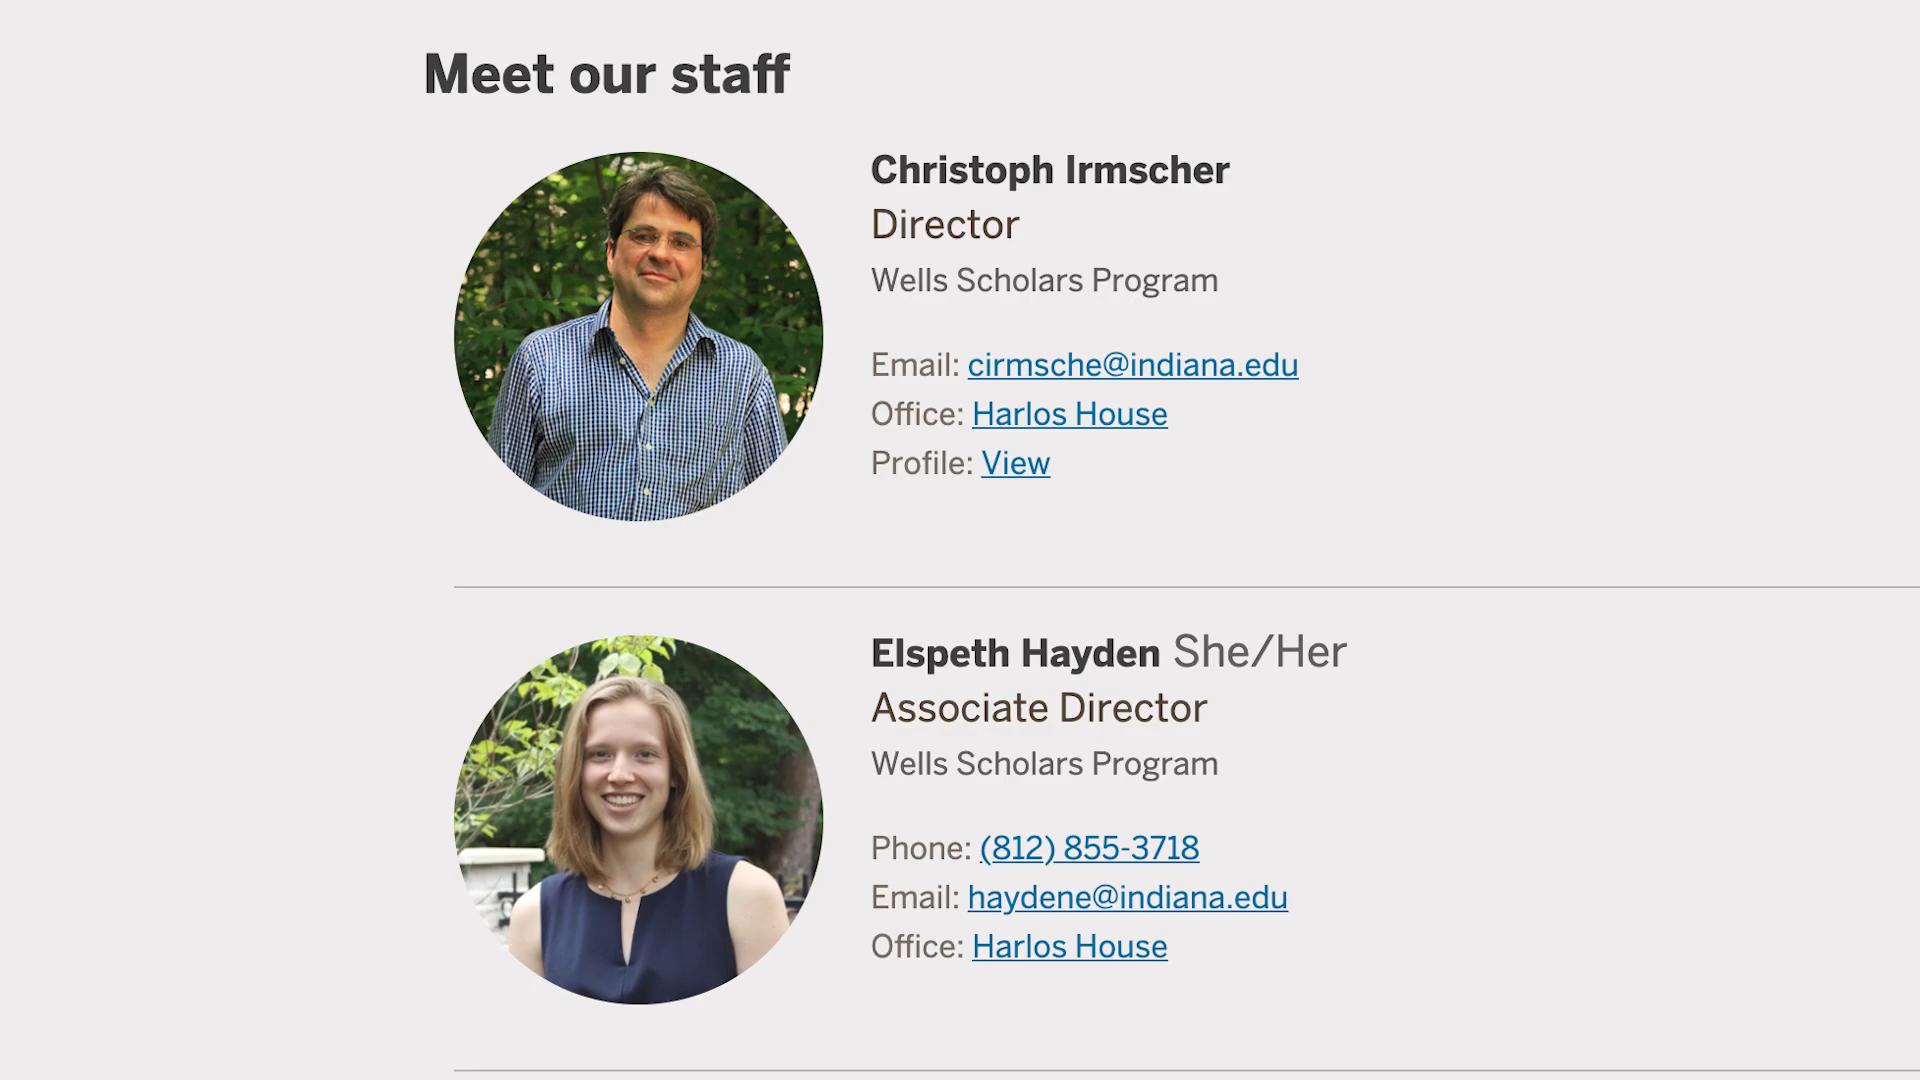 Meet our staff
Christoph Irmscher
Director
Wells Scholars Program
Email: cirmsche@indiana.edu
Office: Harlos House
Profile: View
Elspeth Hayden She/Her
Associate Director
Wells Scholars Program
Phone: (812) 855-3718
Email: haydene@indiana.edu
Office: Harlos House